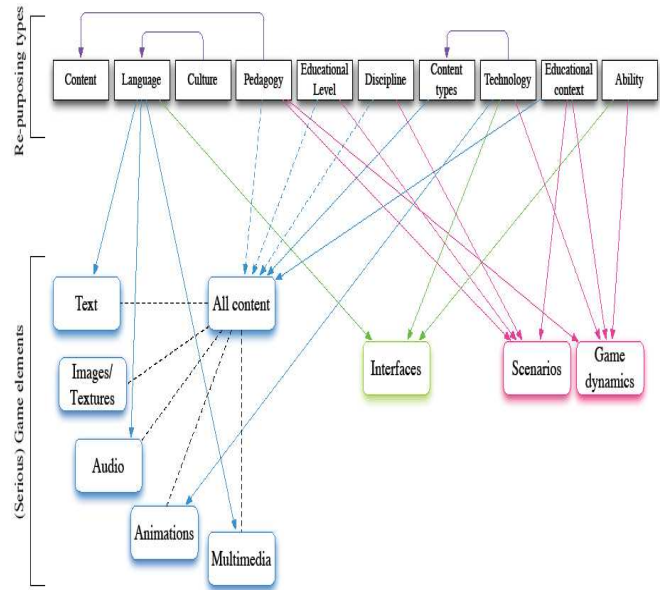 Re-purposing types
Content
Language
Culture
Pedagogy
Educational
Level
Discipline
Content
types
Technology
Educational
context
Ability
(Serious) Game elements
Text
All content
Images/
Textures
Audio
Animations
Multimedia
Interfaces
Scenarios
Game
dynamics